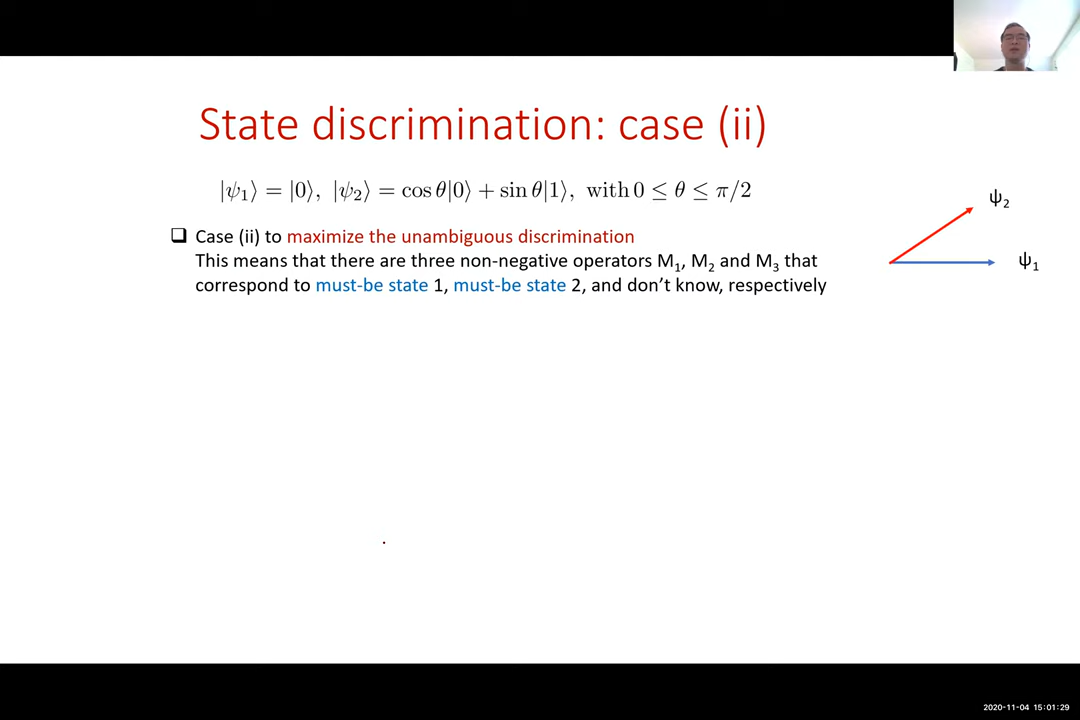 State discrimination: case (ii)
|ψ₁⟩ = |0⟩, |ψ₂⟩ = cos θ|0⟩ + sin θ|1⟩, with 0 ≤ θ ≤ π/2
ψ₂
❑ Case (ii) to maximize the unambiguous discrimination
This means that there are three non-negative operators M₁, M₂ and M₃ that
ψ₁
correspond to must-be state 1, must-be state 2, and don’t know, respectively
2020-11-04 15:01:29